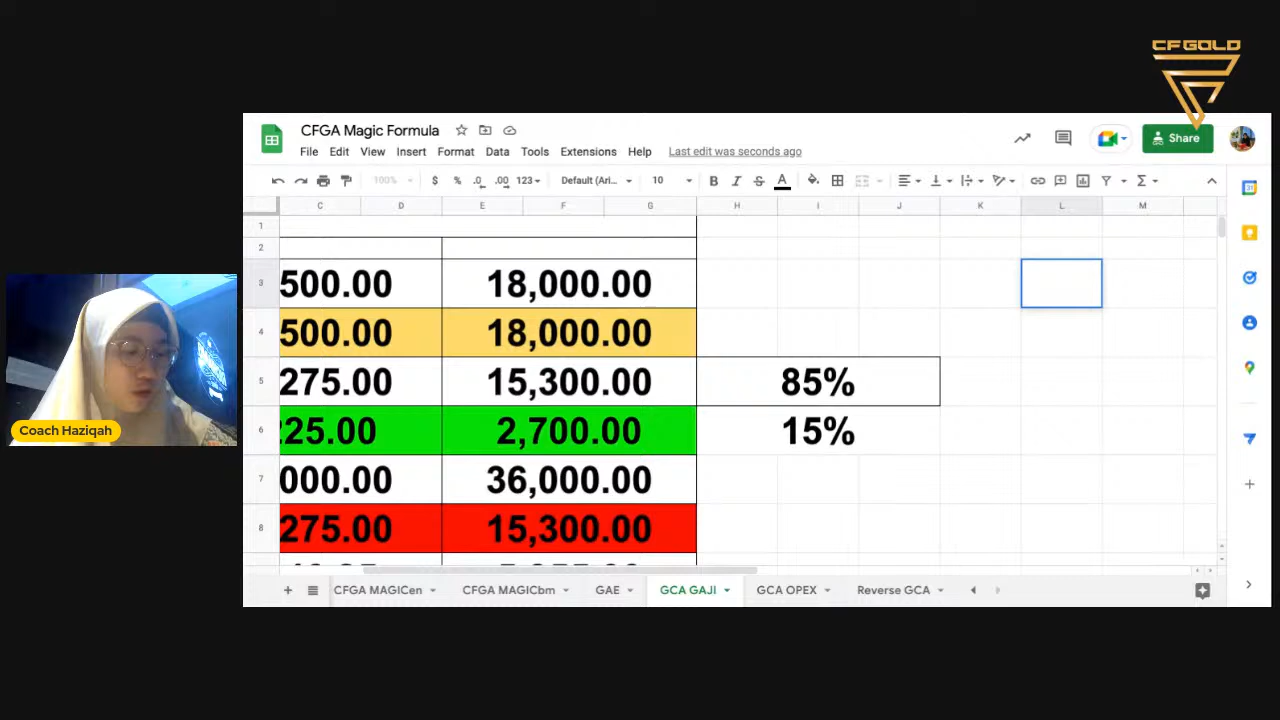 CFGOLD
CFGA Magic Formula
Share
File Edit View Insert Format Data Tools Extensions Help Last edit was seconds ago
100% $ % .0 .00 123 Default (Ari... 10 B I S A
C D E F G H I J K L M
1
2
3 500.00 18,000.00
4 500.00 18,000.00
5 275.00 15,300.00 85%
6 25.00 2,700.00 15%
7 000.00 36,000.00
8 275.00 15,300.00
Coach Haziqah
CFGA MAGICen CFGA MAGICbm GAE GCA GAJI GCA OPEX Reverse GCA